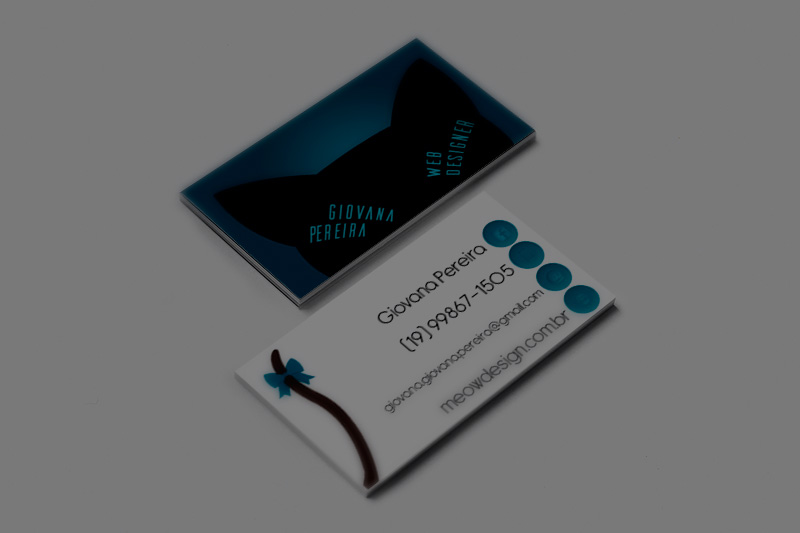 GIOVANA
PEREIRA
WEB
DESIGNER
Giovana Pereira
(19) 99867-1505
giovana.giovanapereira@gmail.com
meowdesign.com.br